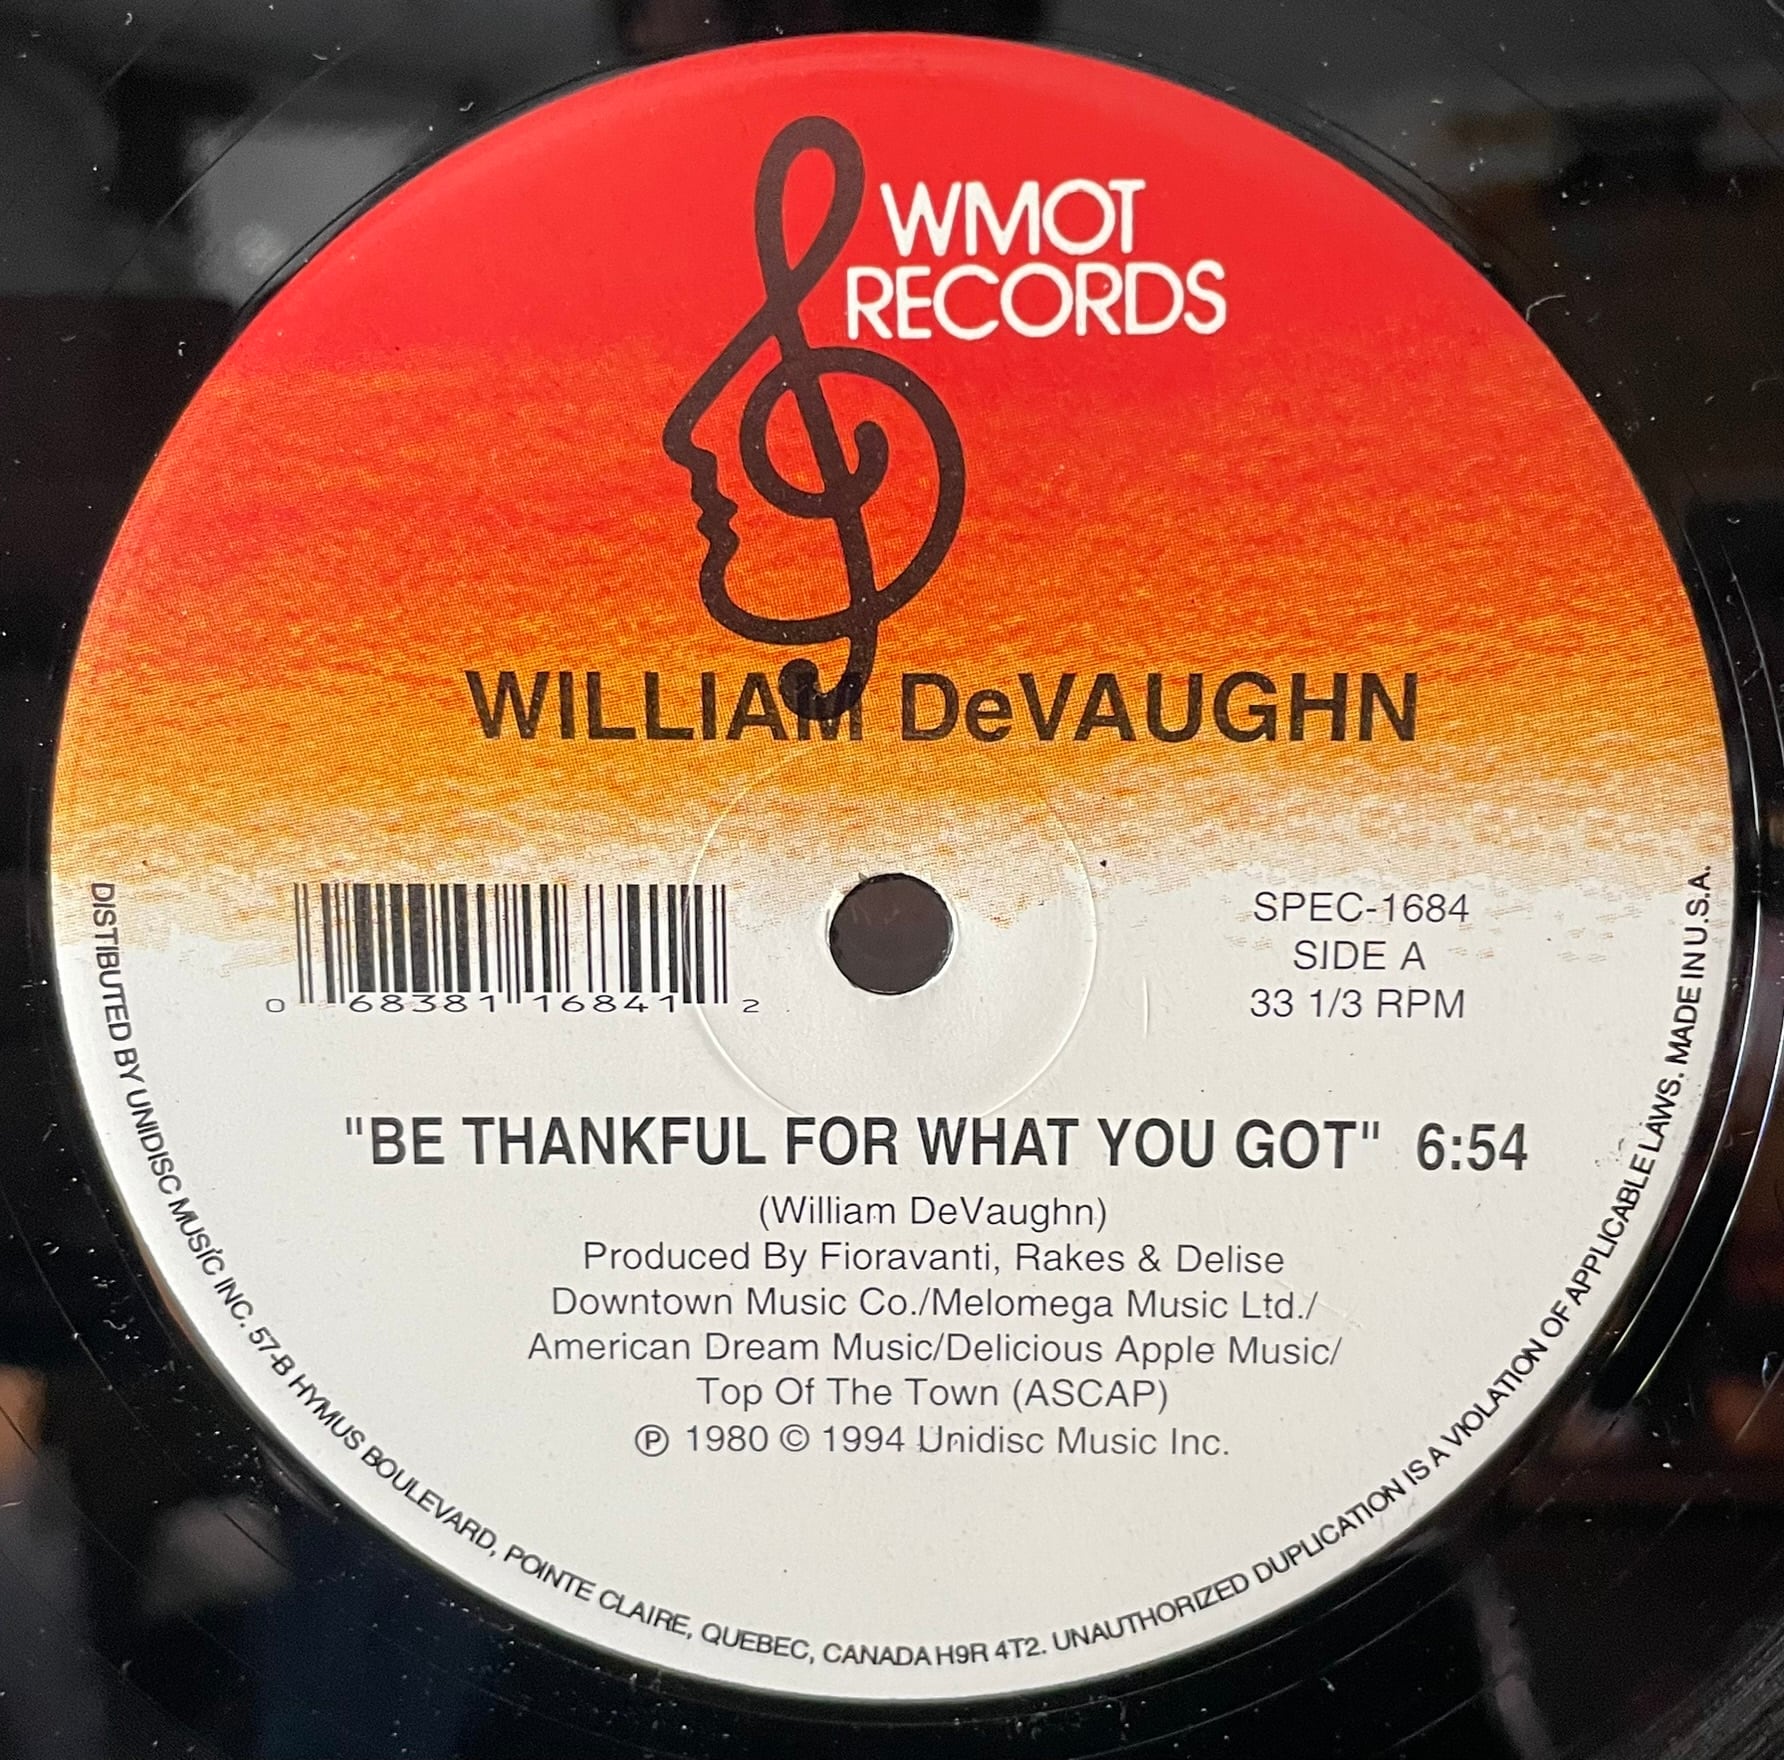 WMOT
RECORDS
WILLIAM DeVAUGHN
0 68381 16841 2
SPEC-1684
SIDE A
33 1/3 RPM
"BE THANKFUL FOR WHAT YOU GOT" 6:54
(William DeVaughn)
Produced By Fioravanti, Rakes & Delise
Downtown Music Co./Melomega Music Ltd./
American Dream Music/Delicious Apple Music/
Top Of The Town (ASCAP)
℗ 1980 © 1994 Unidisc Music Inc.
DISTIBUTED BY UNIDISC MUSIC INC. 57-B HYMUS BOULEVARD, POINTE CLAIRE, QUEBEC, CANADA H9R 4T2. UNAUTHORIZED DUPLICATION IS A VIOLATION OF APPLICABLE LAWS. MADE IN U.S.A.